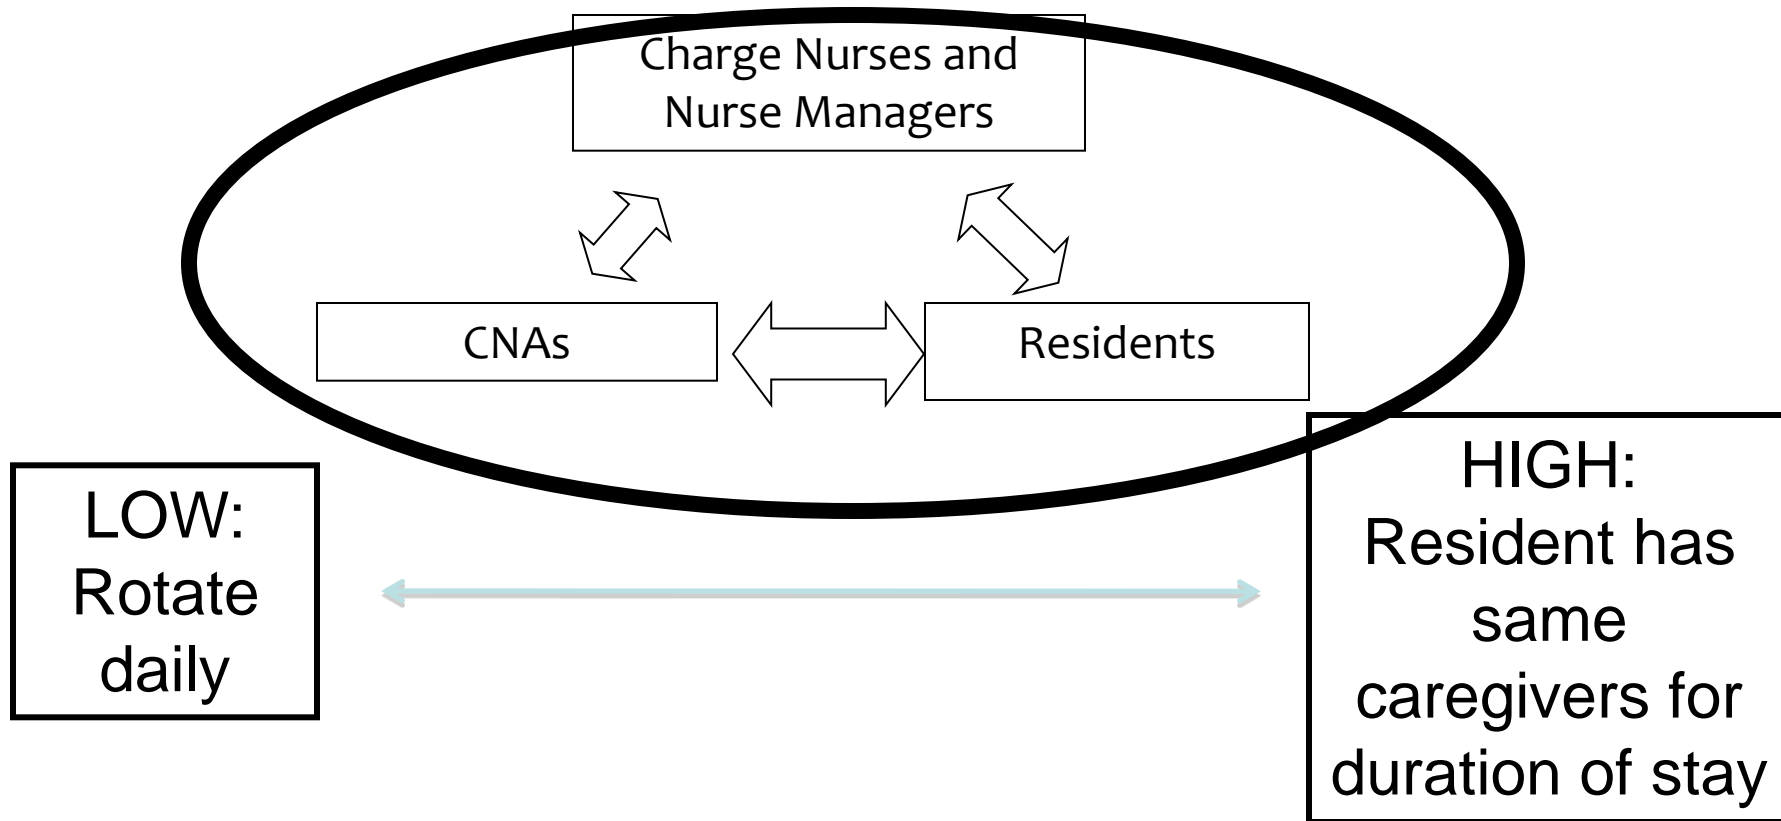 Charge Nurses and
Nurse Managers
CNAs
Residents
LOW:
Rotate
daily
HIGH:
Resident has
same
caregivers for
duration of stay